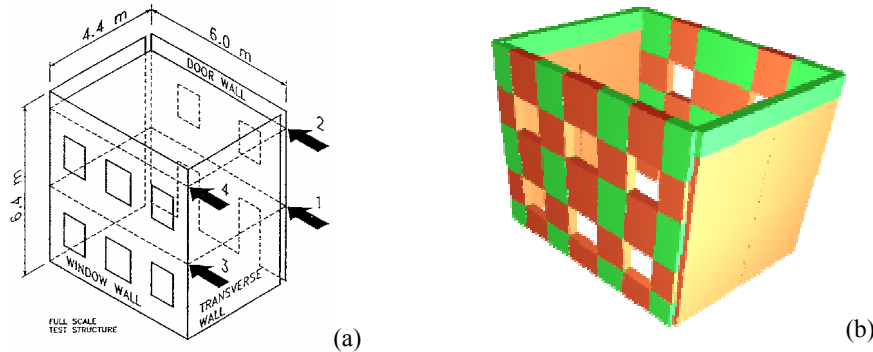 4.4 m
6.0 m
DOOR WALL
2
4
1
6.4 m
3
WINDOW WALL
TRANSVERSE
WALL
FULL SCALE
TEST STRUCTURE
(a)
(b)